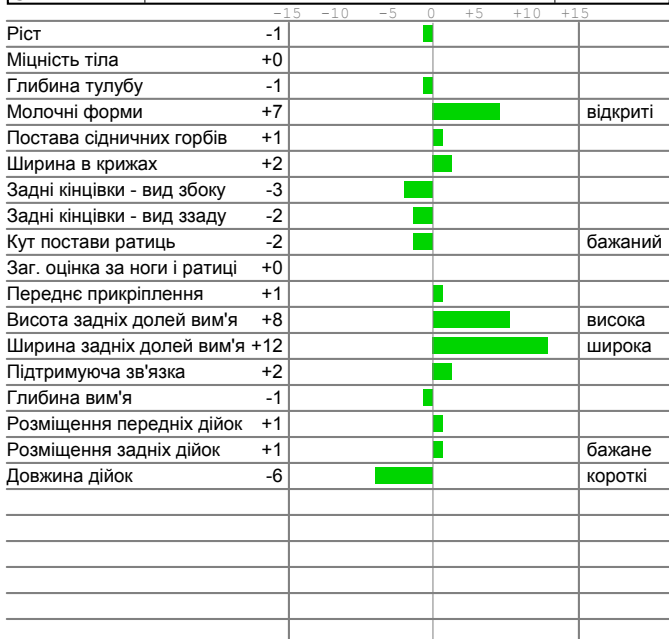 -15 -10 -5 0 +5 +10 +15
Ріст -1
Міцність тіла +0
Глибина тулубу -1
Молочні форми +7 відкриті
Постава сідничних горбів +1
Ширина в крижах +2
Задні кінцівки - вид збоку -3
Задні кінцівки - вид ззаду -2
Кут постави ратиць -2 бажаний
Заг. оцінка за ноги і ратиці +0
Переднє прикріплення +1
Висота задніх долей вим'я +8 висока
Ширина задніх долей вим'я +12 широка
Підтримуюча зв'язка +2
Глибина вим'я -1
Розміщення передніх дійок +1
Розміщення задніх дійок +1 бажане
Довжина дійок -6 короткі